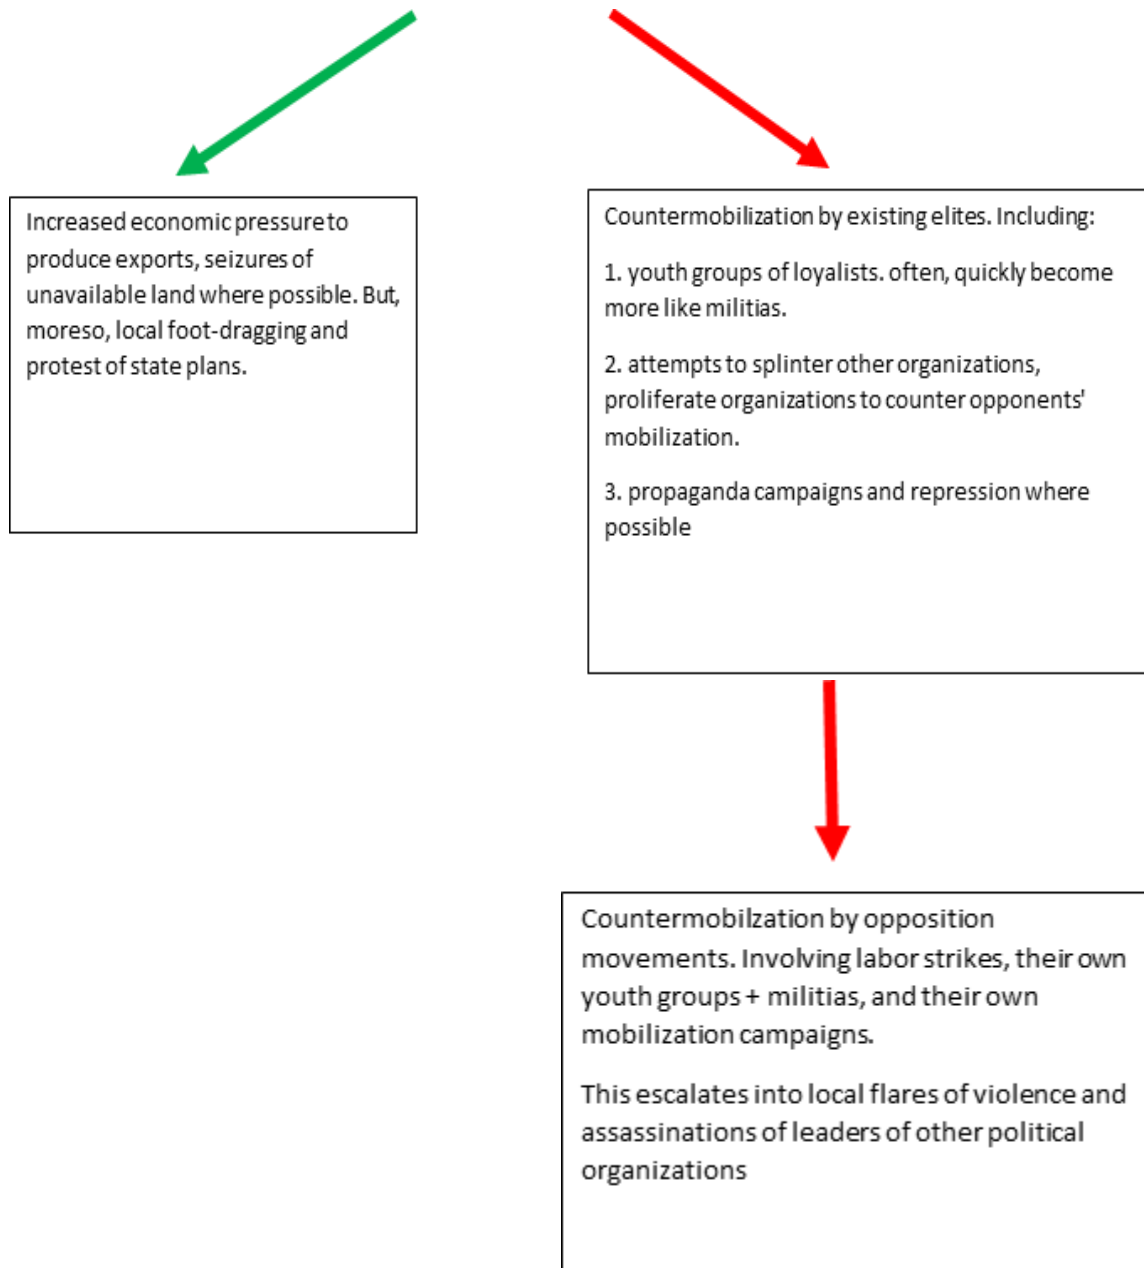 Increased economic pressure to
produce exports, seizures of
unavailable land where possible. But,
moreso, local foot-dragging and
protest of state plans.
Countermobilization by existing elites. Including:
1. youth groups of loyalists. often, quickly become
more like militias.
2. attempts to splinter other organizations,
proliferate organizations to counter opponents'
mobilization.
3. propaganda campaigns and repression where
possible
Countermobilzation by opposition
movements. Involving labor strikes, their own
youth groups + militias, and their own
mobilization campaigns.
This escalates into local flares of violence and
assassinations of leaders of other political
organizations